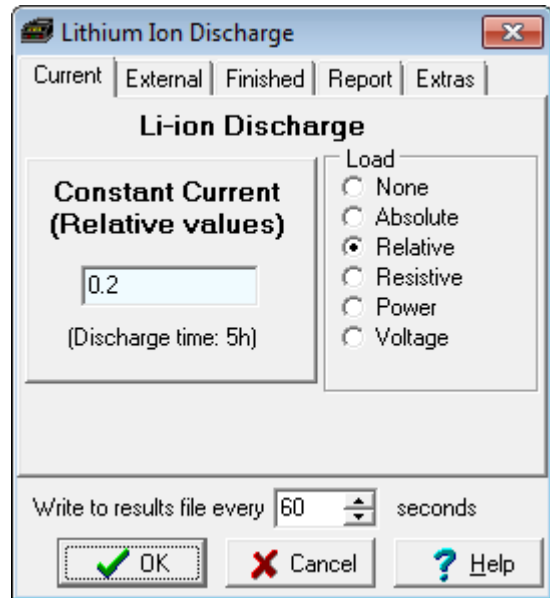 Lithium Ion Discharge
Current External Finished Report Extras
Li-ion Discharge
Constant Current
(Relative values)
0.2
(Discharge time: 5h)
Load
None
Absolute
Relative
Resistive
Power
Voltage
Write to results file every 60 seconds
OK Cancel Help